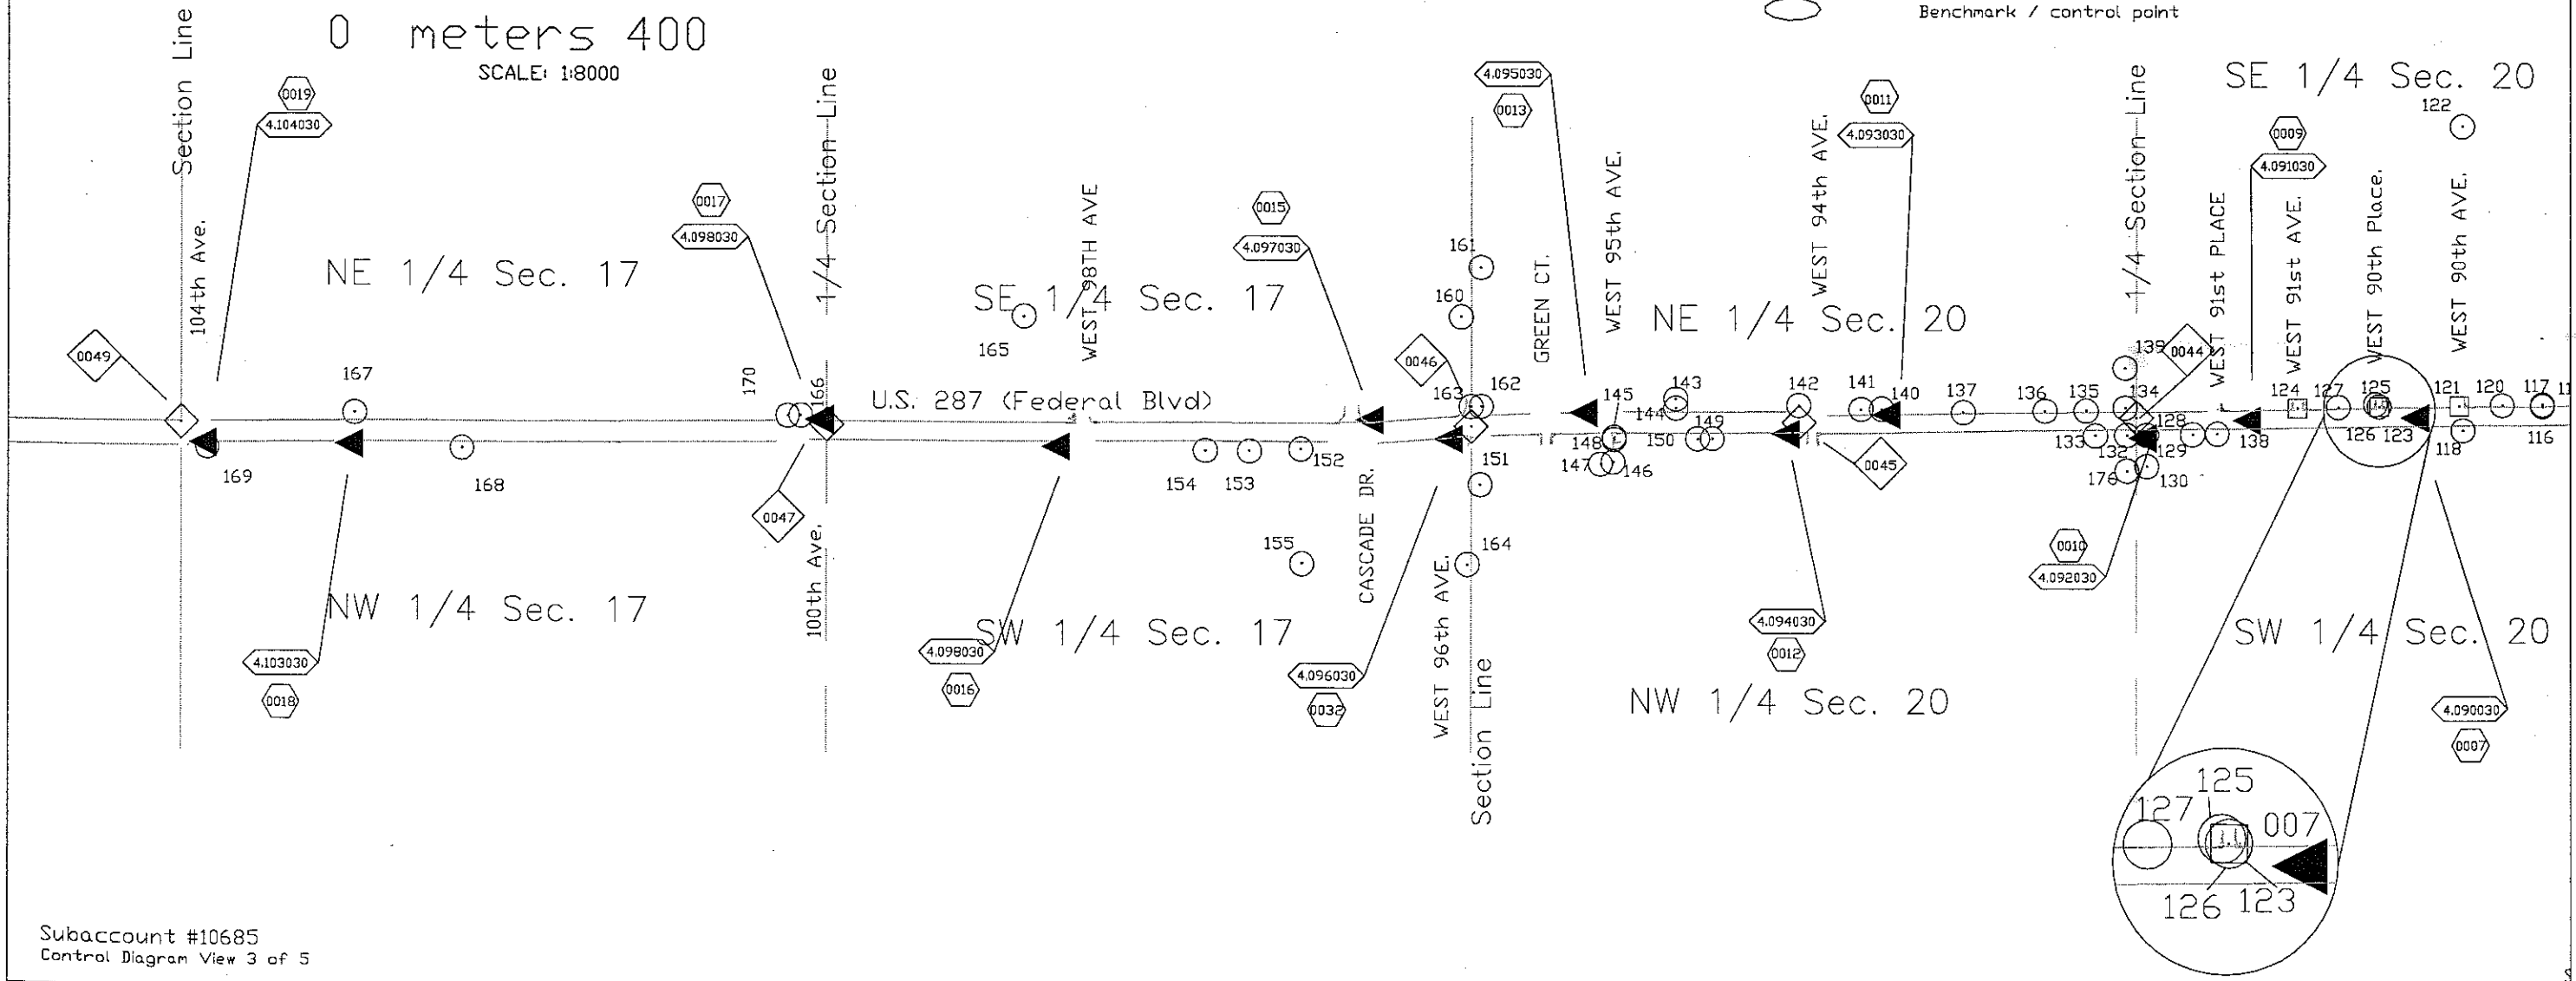 0 meters 400
SCALE: 1:8000
Benchmark / control point
Section Line
1/4 Section Line
1/4 Section Line
SE 1/4 Sec. 20
122
0019
4.104030
0017
4.098030
0015
4.097030
4.095030
0013
0011
4.093030
0009
4.091030
104th Ave.
NE 1/4 Sec. 17
WEST 98TH AVE
SE 1/4 Sec. 17
165
161
160
GREEN CT.
WEST 95th AVE.
WEST 94th AVE.
NE 1/4 Sec. 20
WEST 91st PLACE
WEST 91st AVE.
WEST 90th Place.
WEST 90th AVE.
0049
167
170
166
U.S. 287 (Federal Blvd)
0046
163
162
145
143
144
142
141
140
137
136
135
134
139
0044
124
127
125
121
120
117
169
168
0047
154
153
152
151
148
147
146
150
149
0045
133
132
128
129
176
130
138
126
123
118
116
100th Ave.
155
CASCADE DR.
164
WEST 96th AVE.
0010
4.092030
NW 1/4 Sec. 17
SW 1/4 Sec. 17
SW 1/4 Sec. 20
4.103030
0018
4.098030
0016
4.096030
0032
4.094030
0012
NW 1/4 Sec. 20
4.090030
0007
Section Line
125
127
007
126
123
Subaccount #10685
Control Diagram View 3 of 5